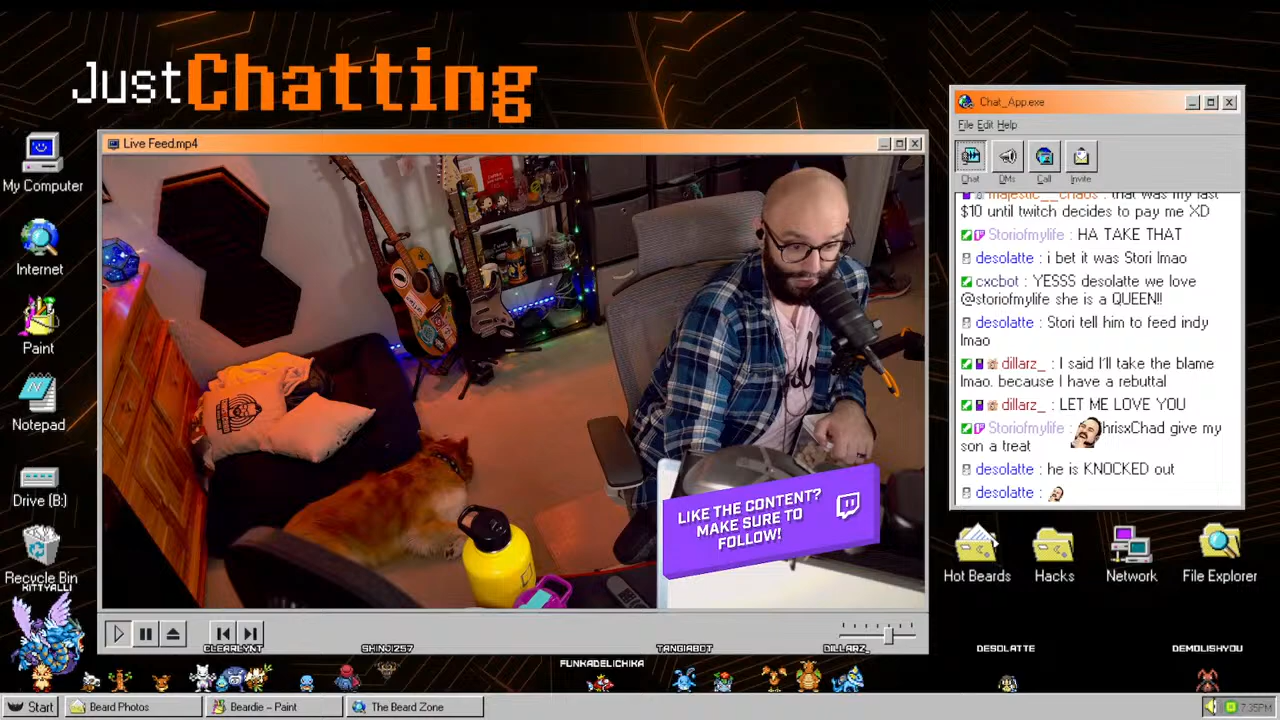 JustChatting
Live Feed.mp4
My Computer
Internet
Paint
Notepad
Drive (B:)
Recycle Bin
LIKE THE CONTENT?
MAKE SURE TO
FOLLOW!
Chat_App.exe
File Edit Help
Chat DMs Call Invite
majestic__chaos : that was my last
$10 until twitch decides to pay me XD
Storiofmylife : HA TAKE THAT
desolatte : i bet it was Stori lmao
cxcbot : YESSS desolatte we love
@storiofmylife she is a QUEEN!!
desolatte : Stori tell him to feed indy
lmao
dillarz_ : I said I'll take the blame
lmao. because I have a rebuttal
dillarz_ : LET ME LOVE YOU
Storiofmylife : hrisxChad give my
son a treat
desolatte : he is KNOCKED out
desolatte :
Hot Beards
Hacks
Network
File Explorer
KITTYALLI
CLEARLYNT
SHINJI257
FUNKADELICHIKA
TANGIABOT
DILLARZ_
DESOLATTE
DEMOLISHYOU
Start
Beard Photos
Beardie - Paint
The Beard Zone
7:35PM